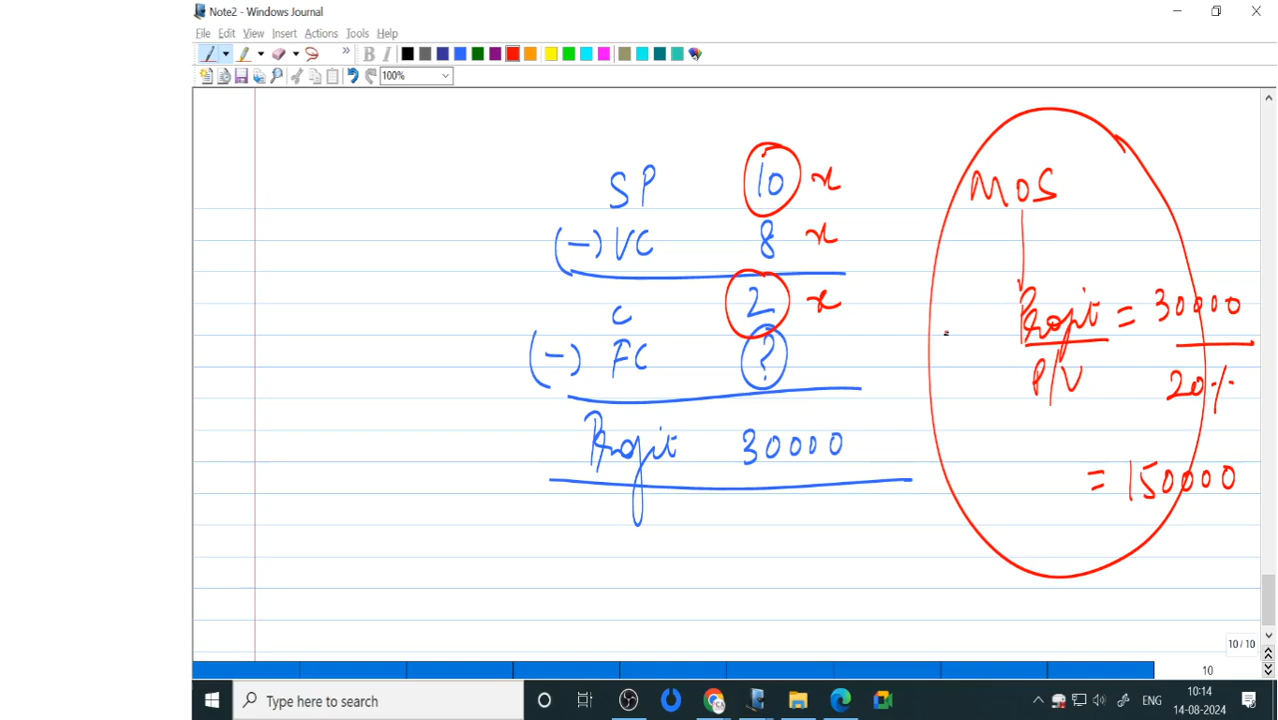 Note2 - Windows Journal
File Edit View Insert Actions Tools Help
B I
100%
SP 10 x
(-) VC 8 x
C 2 x
(-) FC ?
Profit 30000
MOS
Profit = 30000
P/V 20%
= 150000
10 / 10
10
Type here to search
ENG
10:14
14-08-2024